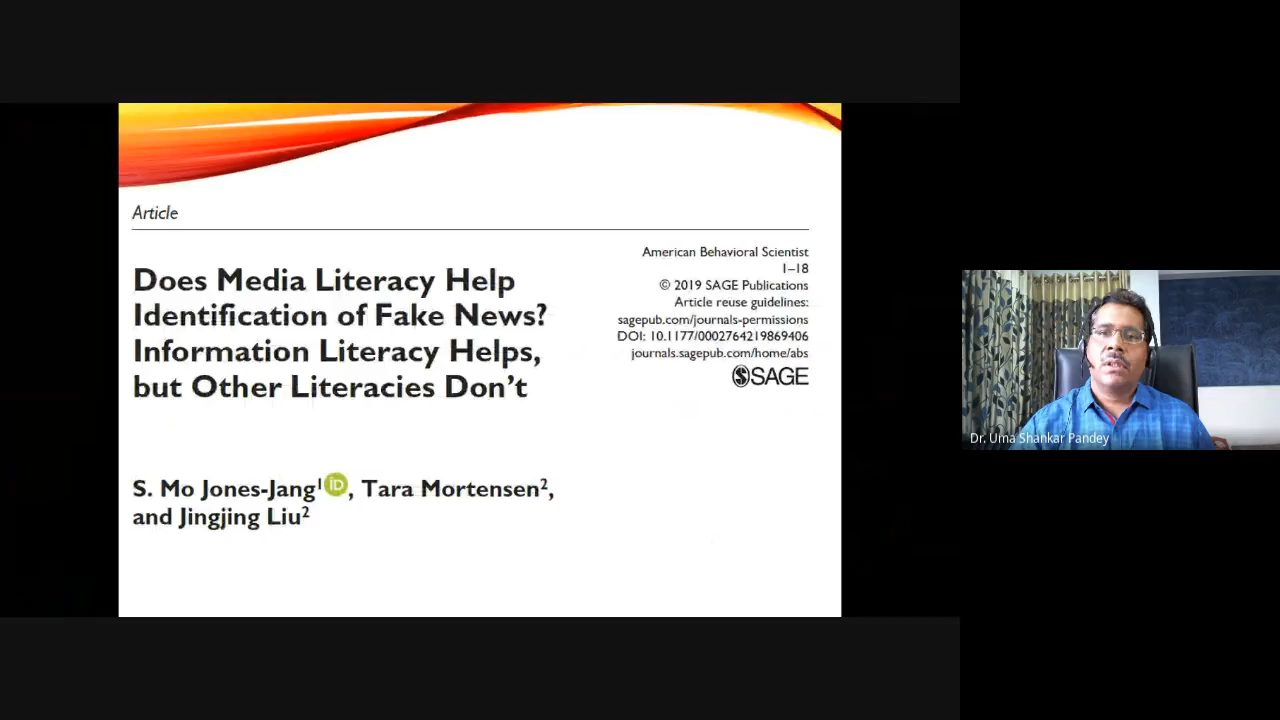 Article
American Behavioral Scientist
1–18
© 2019 SAGE Publications
Article reuse guidelines:
sagepub.com/journals-permissions
DOI: 10.1177/0002764219869406
journals.sagepub.com/home/abs
SSAGE
Does Media Literacy Help
Identification of Fake News?
Information Literacy Helps,
but Other Literacies Don’t
S. Mo Jones-Jang1 iD, Tara Mortensen2,
and Jingjing Liu2
Dr. Uma Shankar Pandey